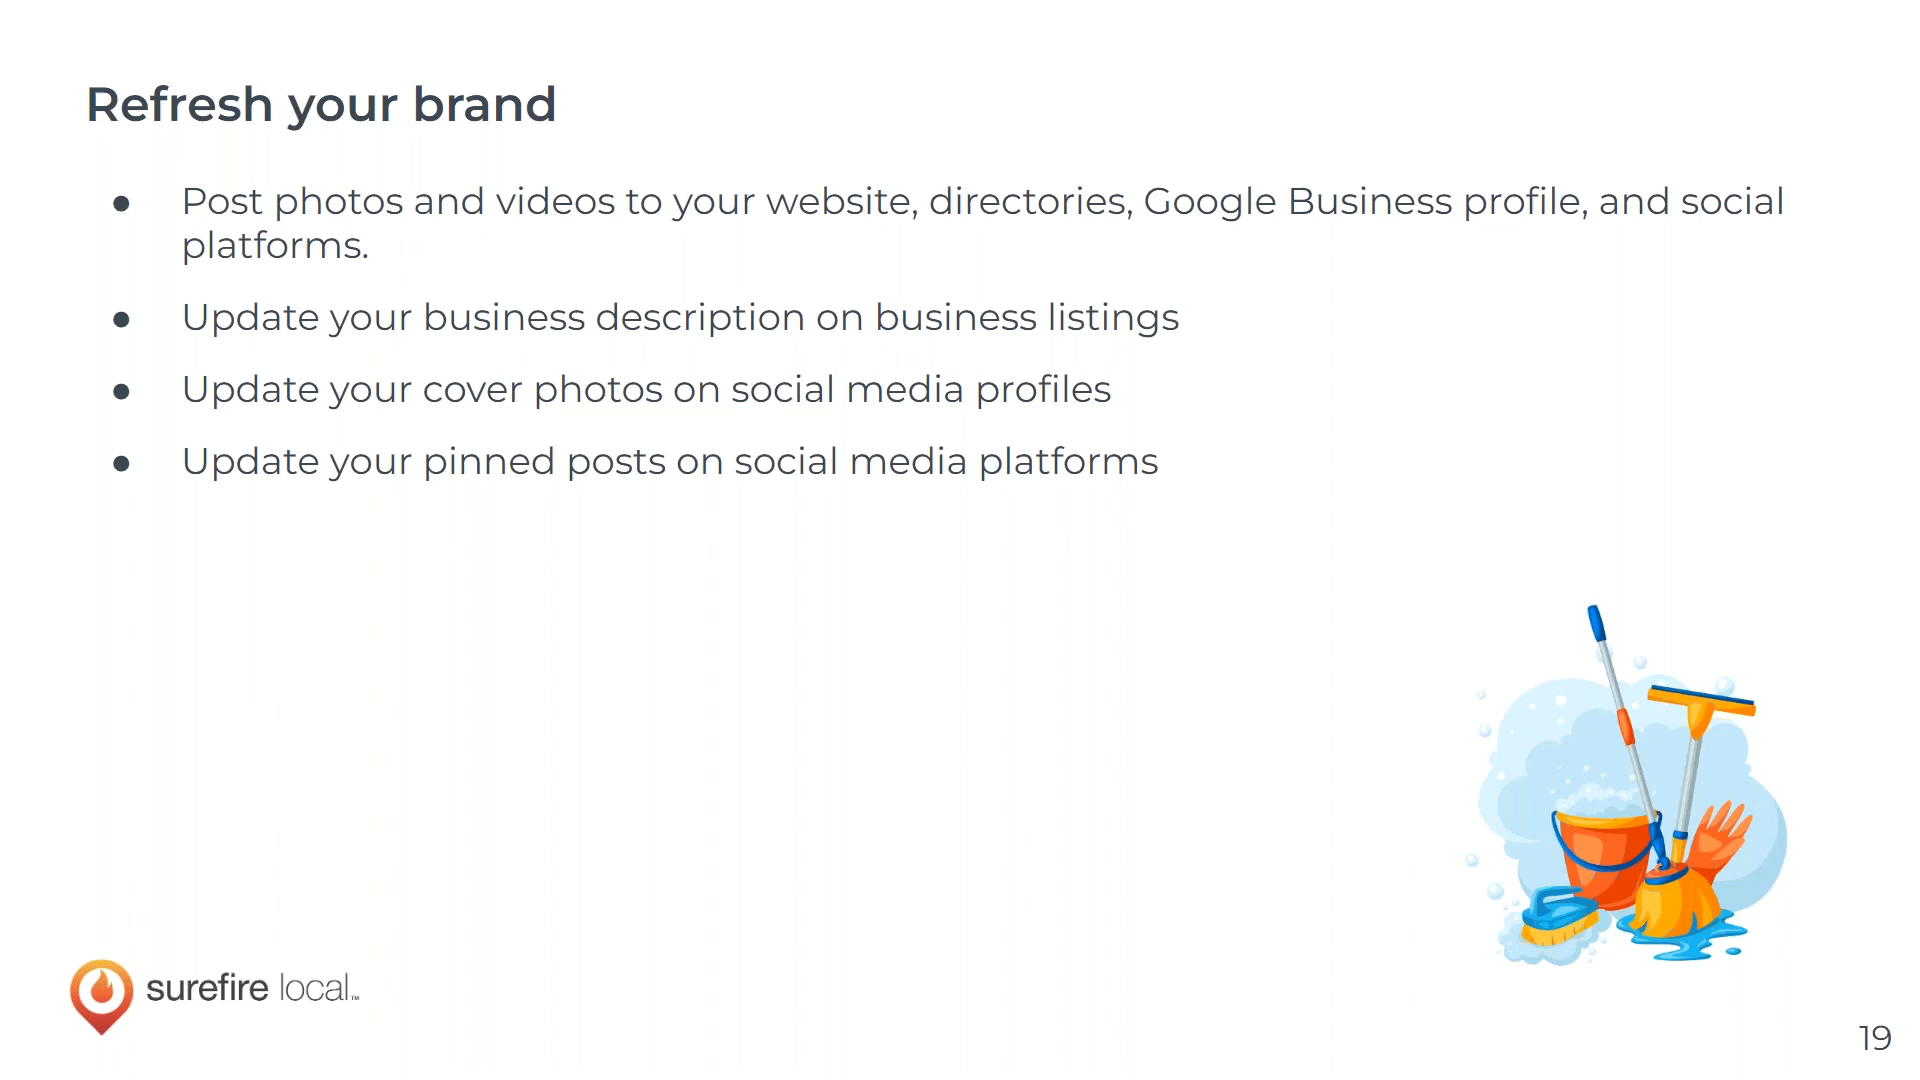 Refresh your brand
● Post photos and videos to your website, directories, Google Business profile, and social
platforms.
● Update your business description on business listings
● Update your cover photos on social media profiles
● Update your pinned posts on social media platforms
surefire local™
19